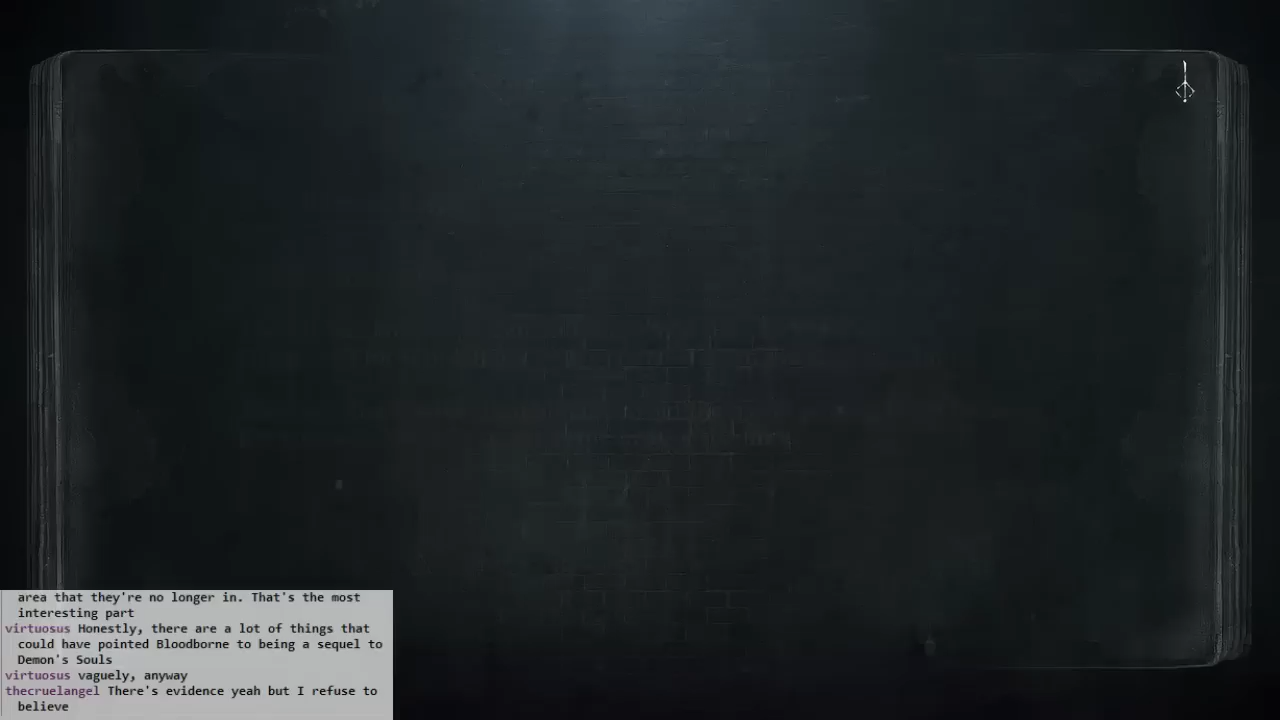 area that they're no longer in. That's the most
interesting part
virtuosus Honestly, there are a lot of things that
could have pointed Bloodborne to being a sequel to
Demon's Souls
virtuosus vaguely, anyway
thecruelangel There's evidence yeah but I refuse to
believe